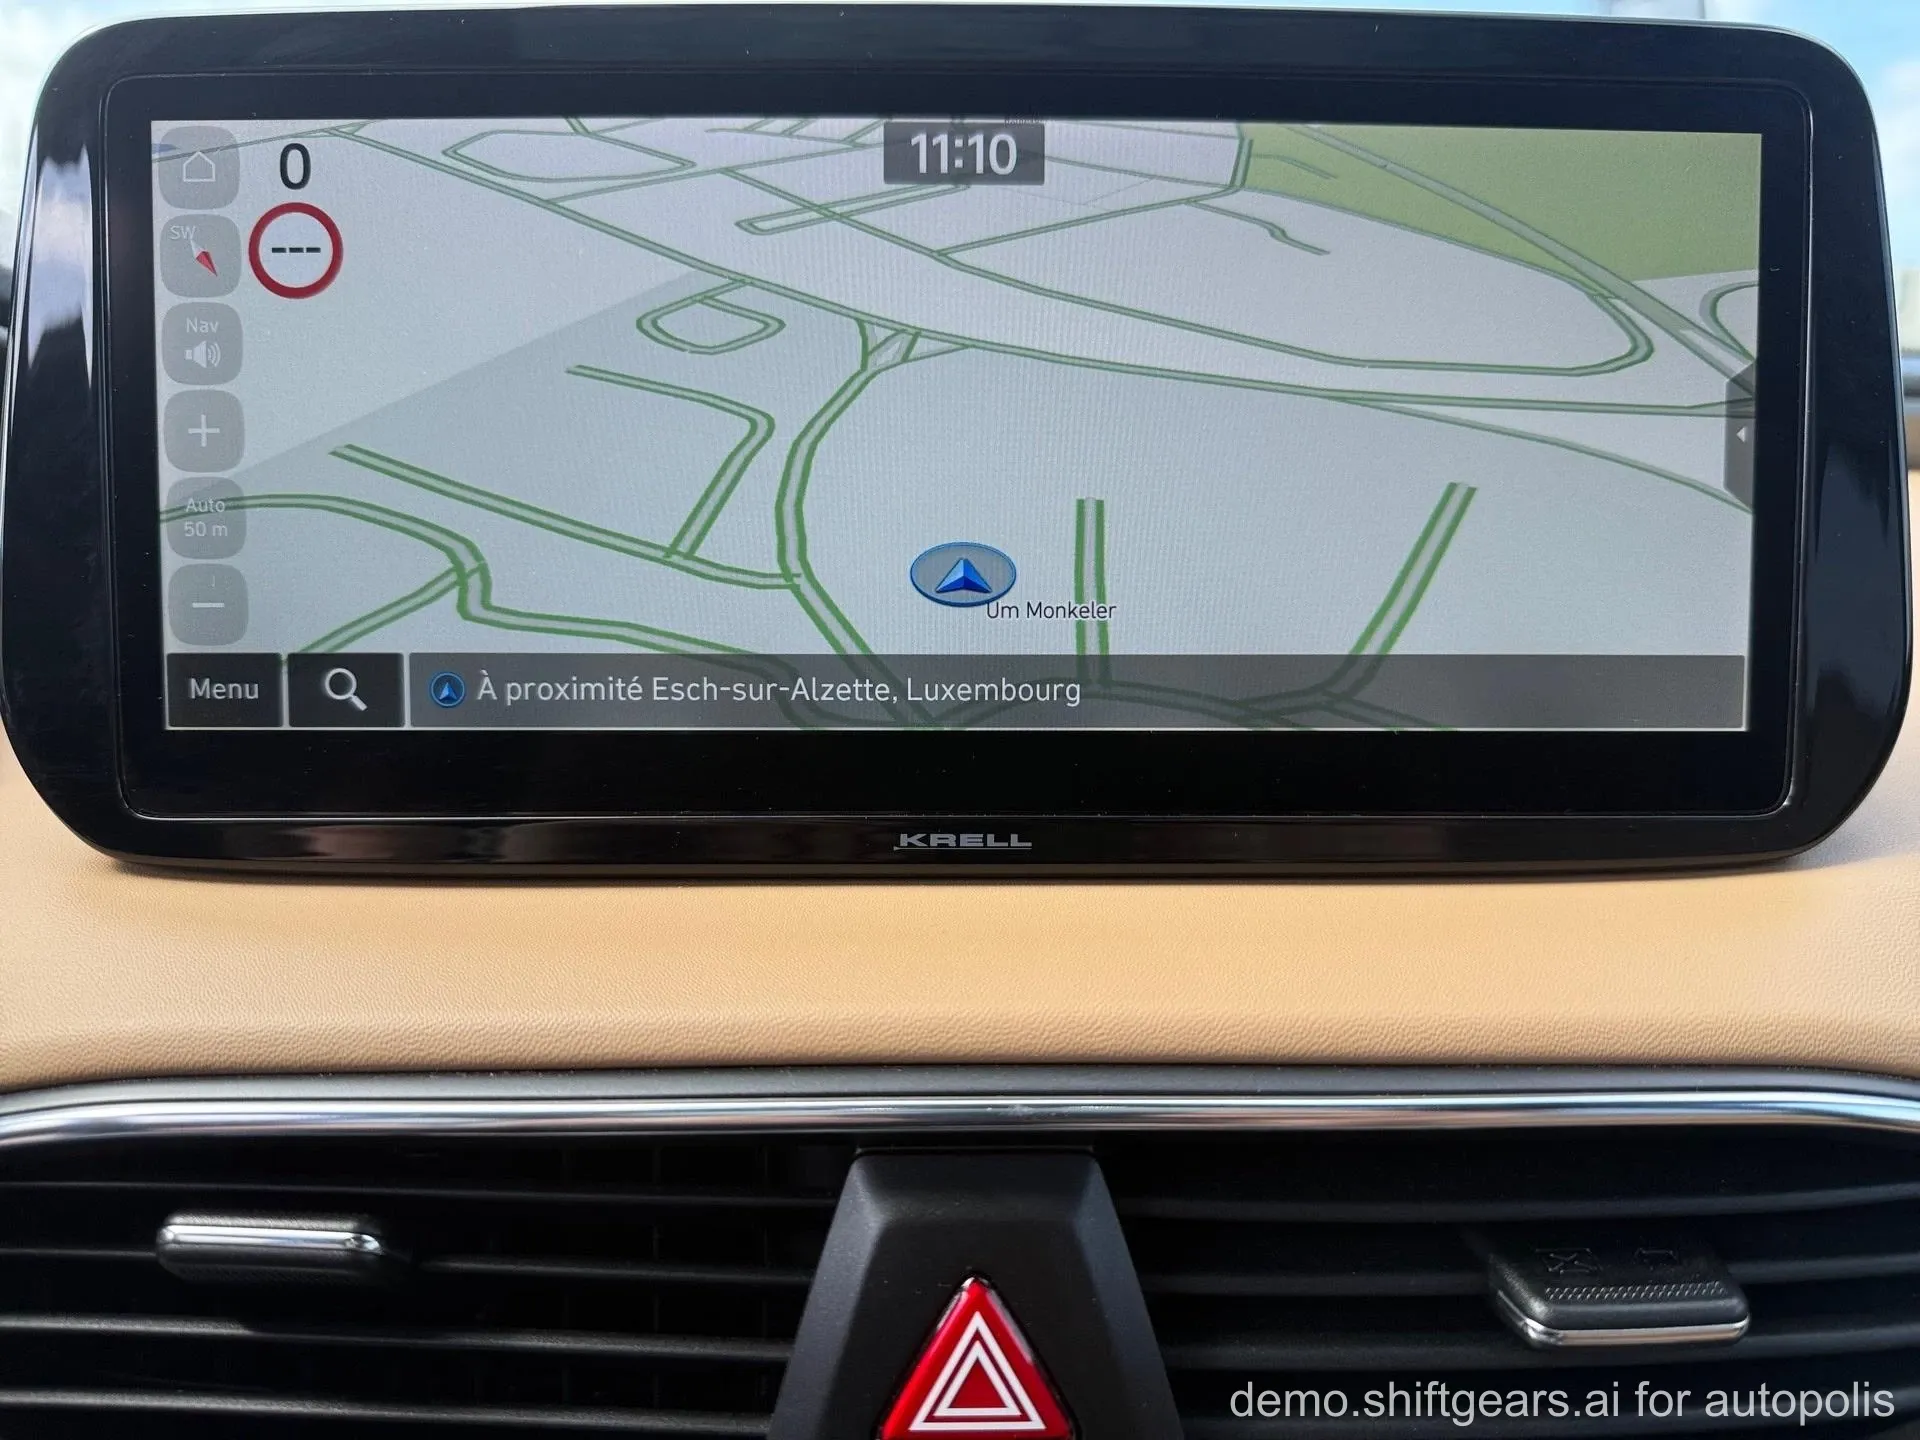 0
11:10
SW
---
Nav
+
Auto
50 m
Um Monkeler
Menu
À proximité Esch-sur-Alzette, Luxembourg
KRELL
demo.shiftgears.ai for autopolis